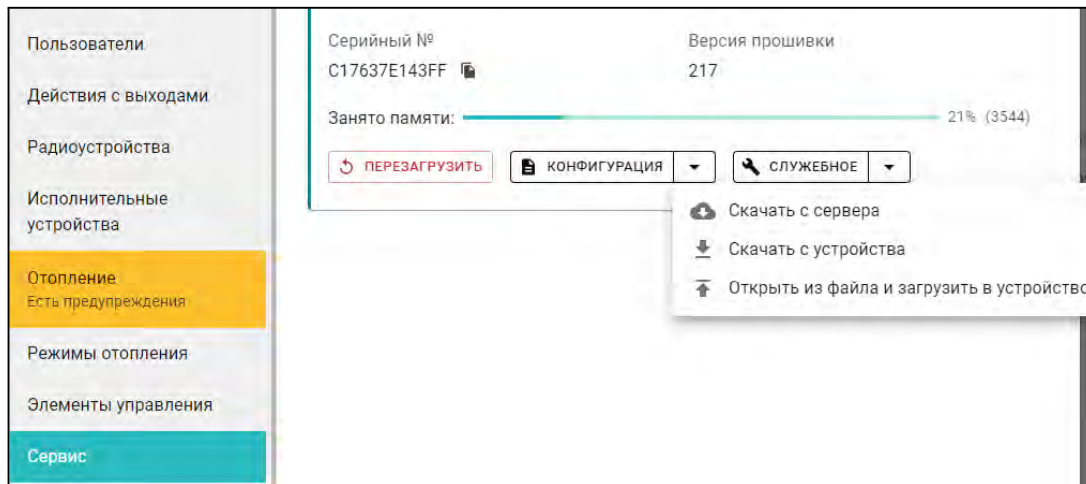 Пользователи
Действия с выходами
Радиоустройства
Исполнительные
устройства
Отопление
Есть предупреждения
Режимы отопления
Элементы управления
Сервис
Серийный № Версия прошивки
C17637E143FF 217
Занято памяти: 21% (3544)
ПЕРЕЗАГРУЗИТЬ КОНФИГУРАЦИЯ СЛУЖЕБНОЕ
Скачать с сервера
Скачать с устройства
Открыть из файла и загрузить в устройство